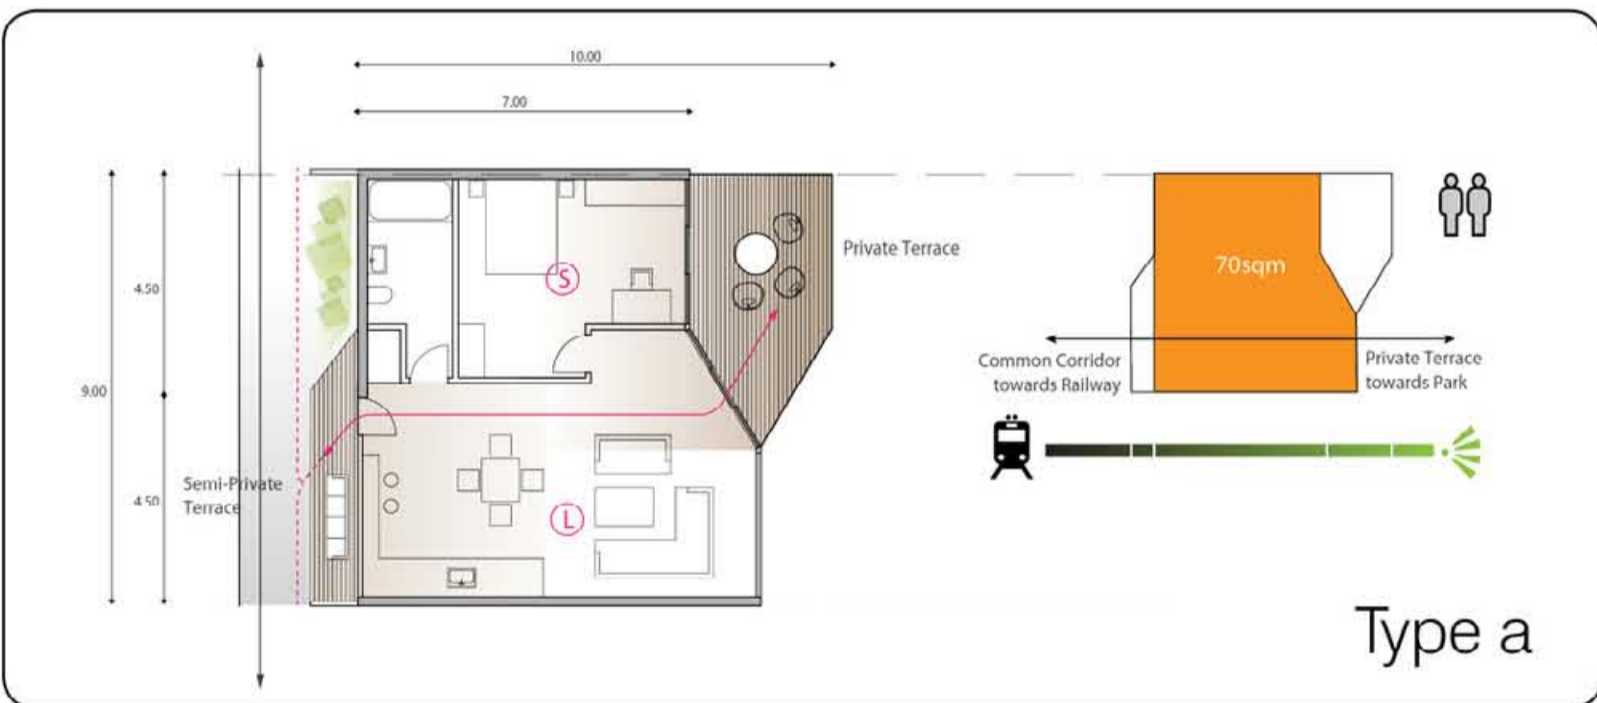 10.00
7.00
Private Terrace
70sqm
S
4.50
9.00
Common Corridor
towards Railway
Private Terrace
towards Park
Semi-Private
Terrace
4.50
L
Type a